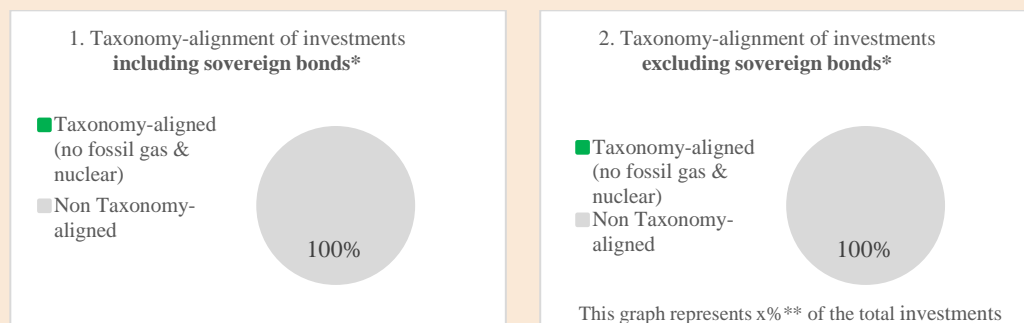 1. Taxonomy-alignment of investments
including sovereign bonds*
Taxonomy-aligned
(no fossil gas &
nuclear)
Non Taxonomy-
aligned
100%
2. Taxonomy-alignment of investments
excluding sovereign bonds*
Taxonomy-aligned
(no fossil gas &
nuclear)
Non Taxonomy-
aligned
100%
This graph represents x%** of the total investments